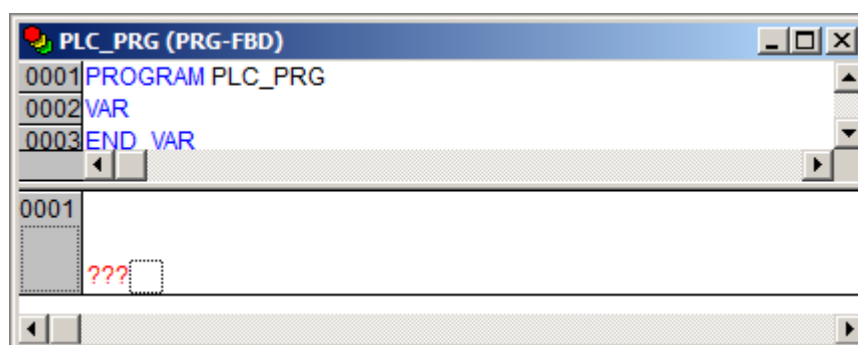 PLC_PRG (PRG-FBD)
0001 PROGRAM PLC_PRG
0002 VAR
0003 END_VAR
0001
???